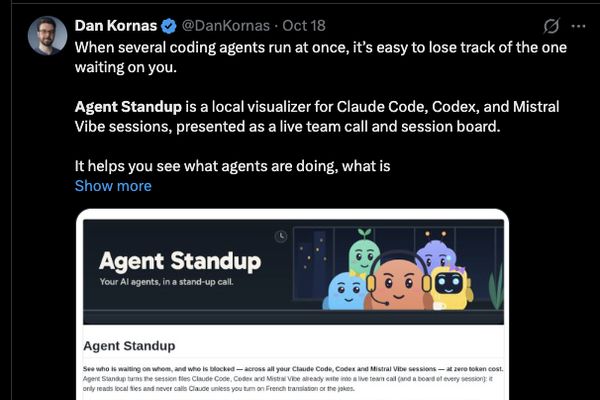 Dan Kornas @DanKornas · Oct 18
When several coding agents run at once, it's easy to lose track of the one
waiting on you.
Agent Standup is a local visualizer for Claude Code, Codex, and Mistral
Vibe sessions, presented as a live team call and session board.
It helps you see what agents are doing, what is
Show more
Agent Standup
Your AI agents, in a stand-up call.
Agent Standup
See who is waiting on whom, and who is blocked — across all your Claude Code, Codex and Mistral Vibe sessions — at zero token cost.
Agent Standup turns the session files Claude Code, Codex and Mistral Vibe already write into a live team call (and a board of every session): it
only reads local files and never calls Claude unless you turn on French translation or the jokes.